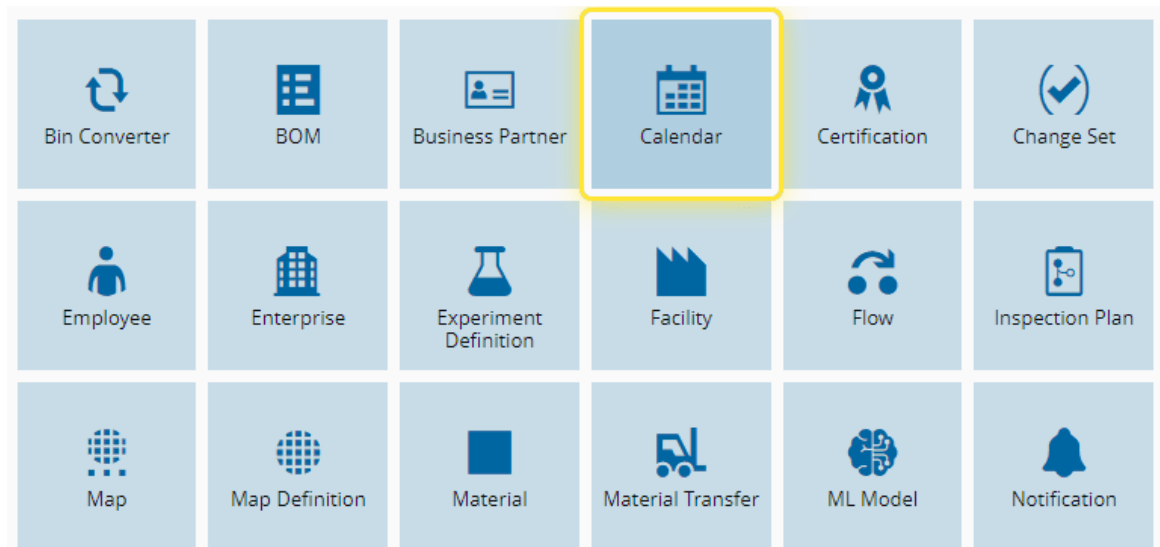 Bin Converter
BOM
Business Partner
Calendar
Certification
Change Set
Employee
Enterprise
Experiment
Definition
Facility
Flow
Inspection Plan
Map
Map Definition
Material
Material Transfer
ML Model
Notification